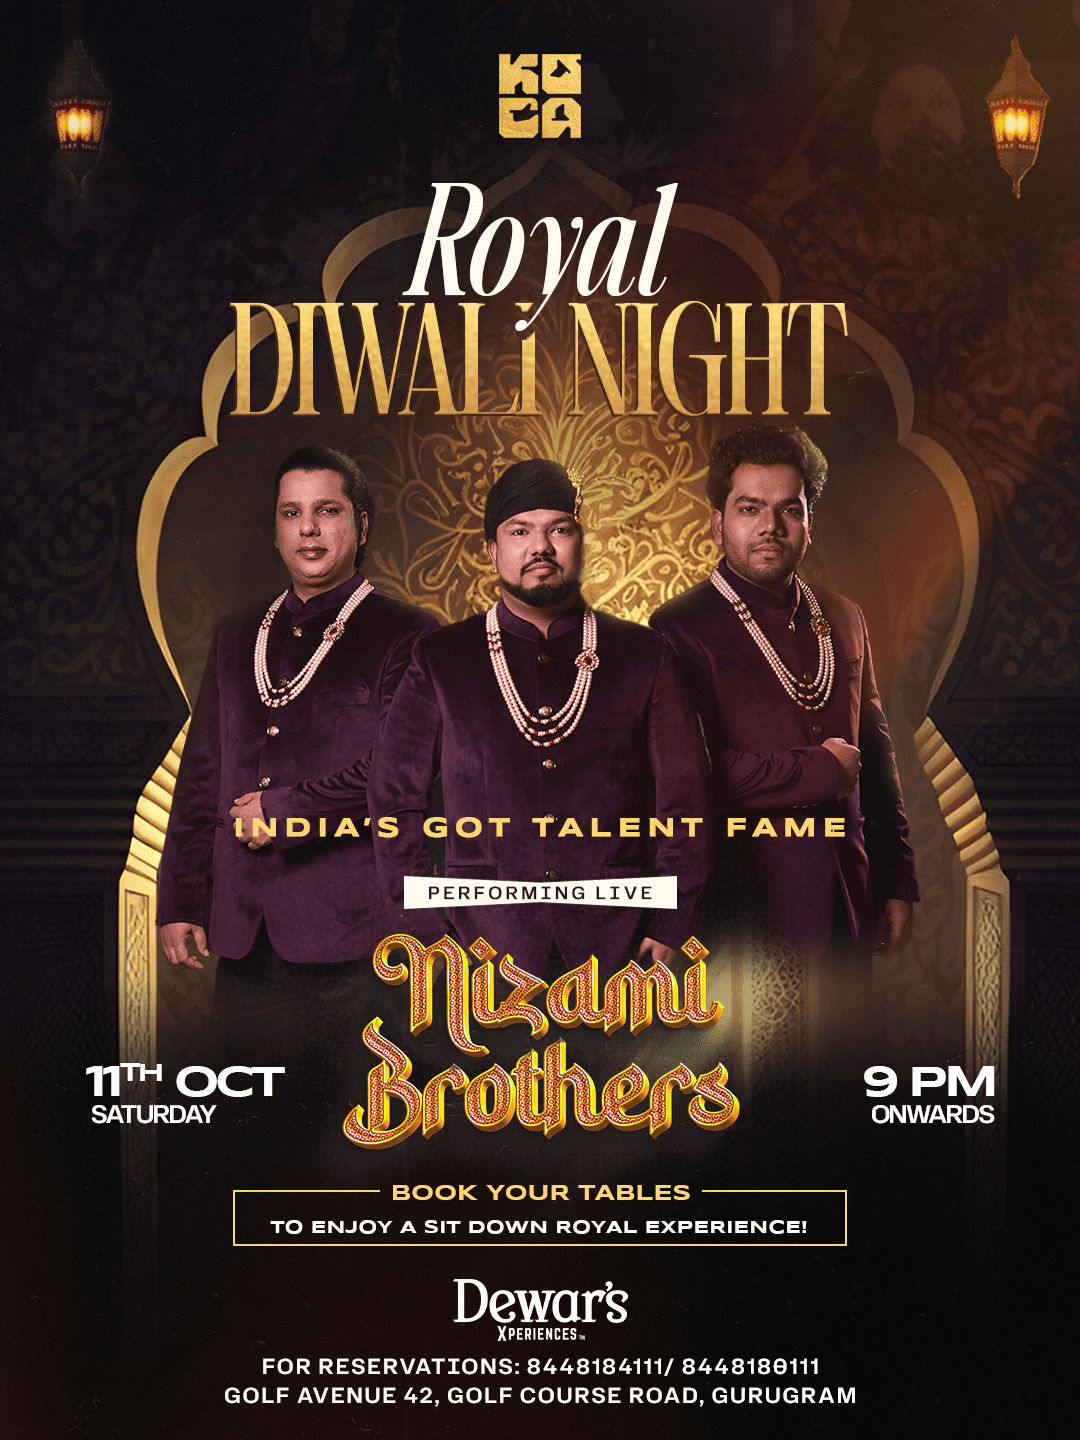 KO
CA
Royal
DIWALI NIGHT
INDIA'S GOT TALENT FAME
PERFORMING LIVE
Nizami
Brothers
11TH OCT
SATURDAY
9 PM
ONWARDS
BOOK YOUR TABLES
TO ENJOY A SIT DOWN ROYAL EXPERIENCE!
Dewar's
XPERIENCES™
FOR RESERVATIONS: 8448184111/ 8448180111
GOLF AVENUE 42, GOLF COURSE ROAD, GURUGRAM